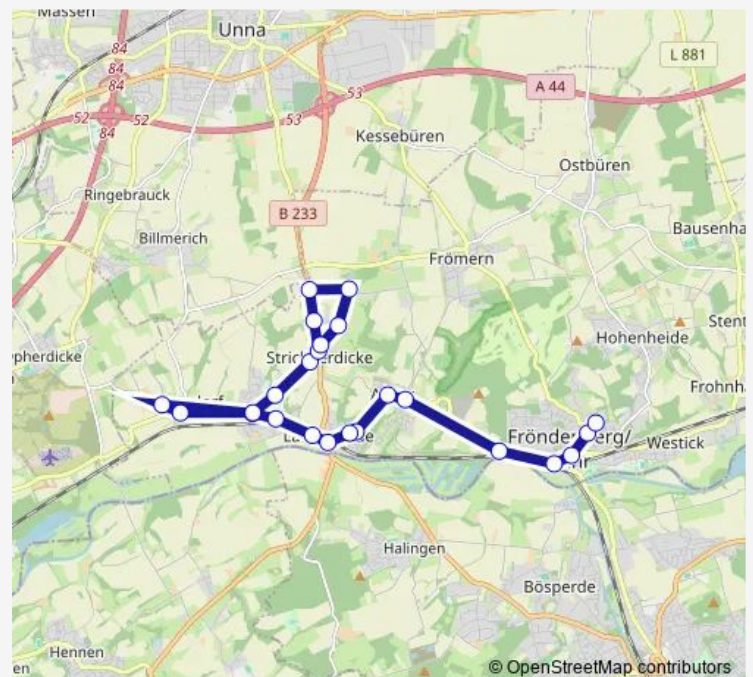 Massen
Unna
L 881
84
84
84
A 44
53
52
52
84
53
Kessebüren
Ostbüren
Ringebrauck
B 233
Billmerich
Bausenha
Frömern
Stent
Hohenheide
pherdicke
Frohnh
Westick
Halingen
Bösperde
Hennen
en
© OpenStreetMap contributors